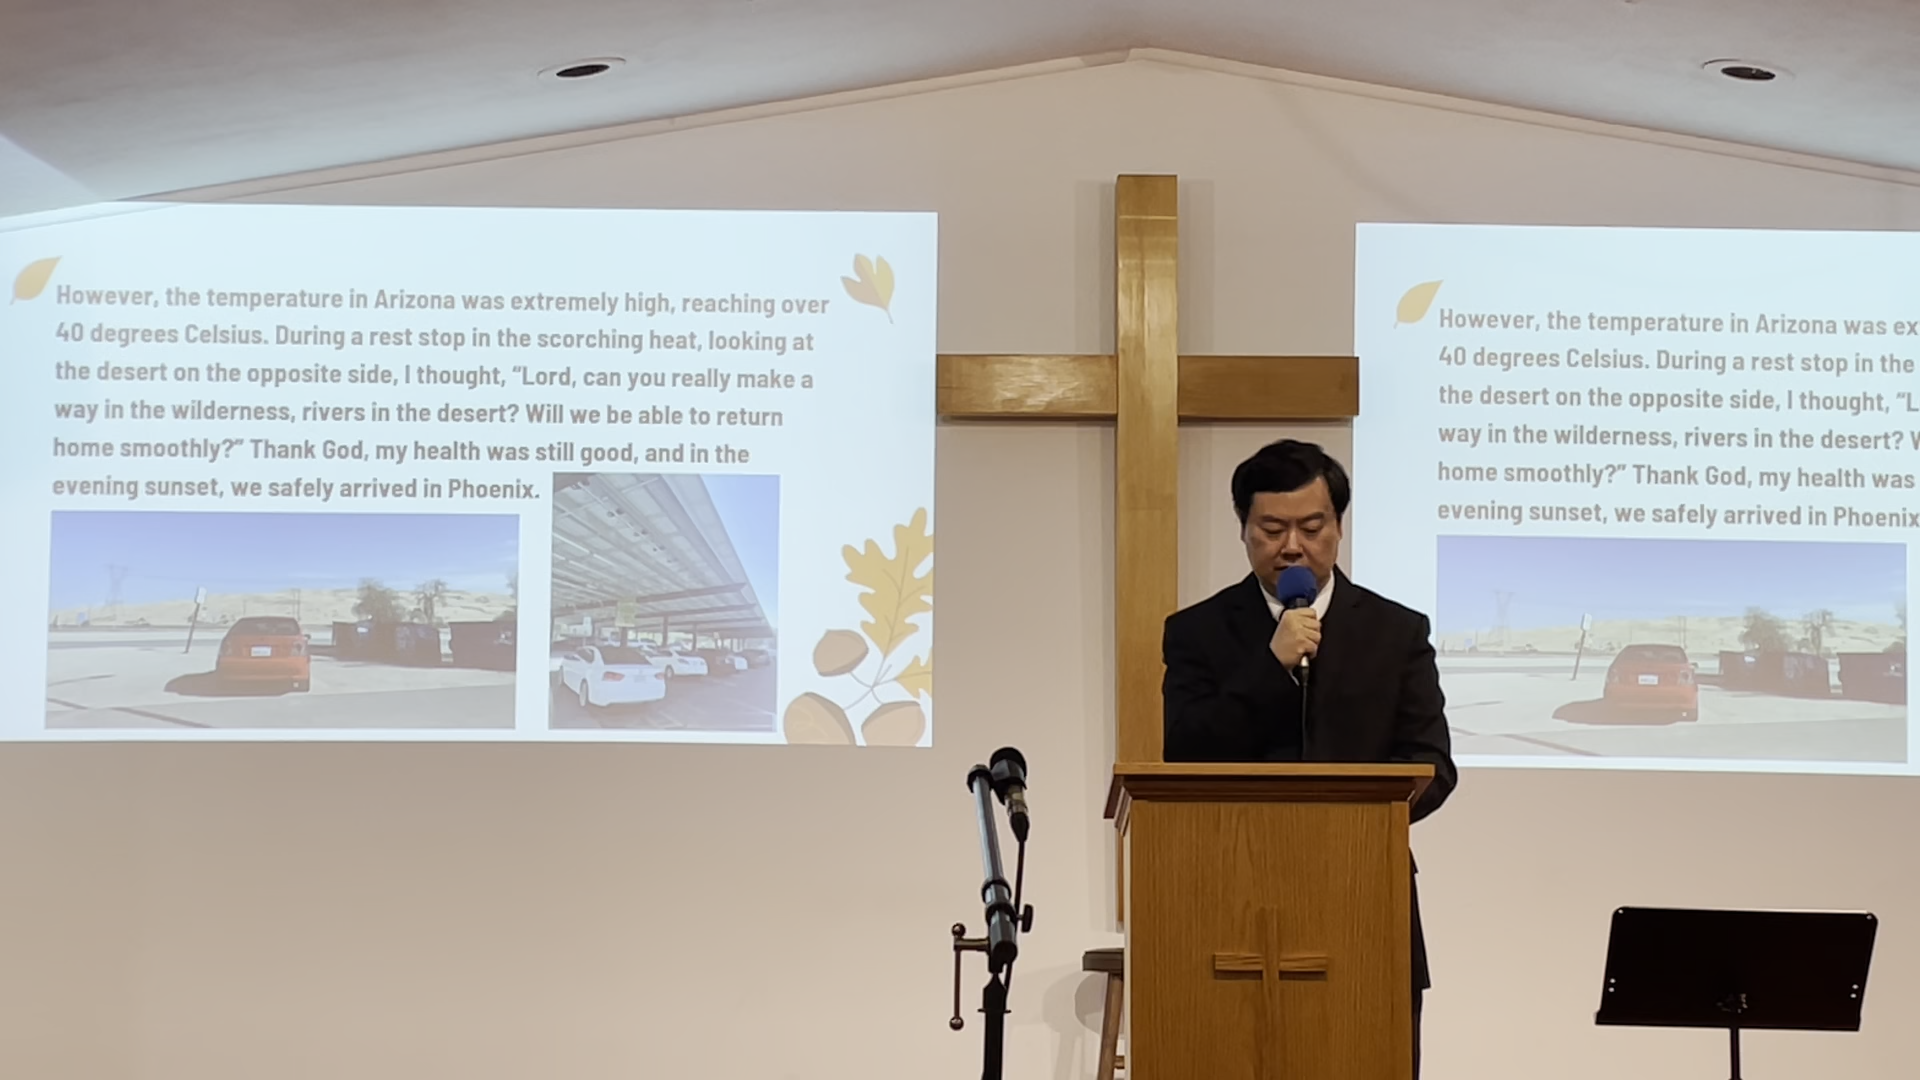 However, the temperature in Arizona was extremely high, reaching over
40 degrees Celsius. During a rest stop in the scorching heat, looking at
the desert on the opposite side, I thought, “Lord, can you really make a
way in the wilderness, rivers in the desert? Will we be able to return
home smoothly?” Thank God, my health was still good, and in the
evening sunset, we safely arrived in Phoenix.
However, the temperature in Arizona was ex
40 degrees Celsius. During a rest stop in the
the desert on the opposite side, I thought, “L
way in the wilderness, rivers in the desert? W
home smoothly?” Thank God, my health was
evening sunset, we safely arrived in Phoenix